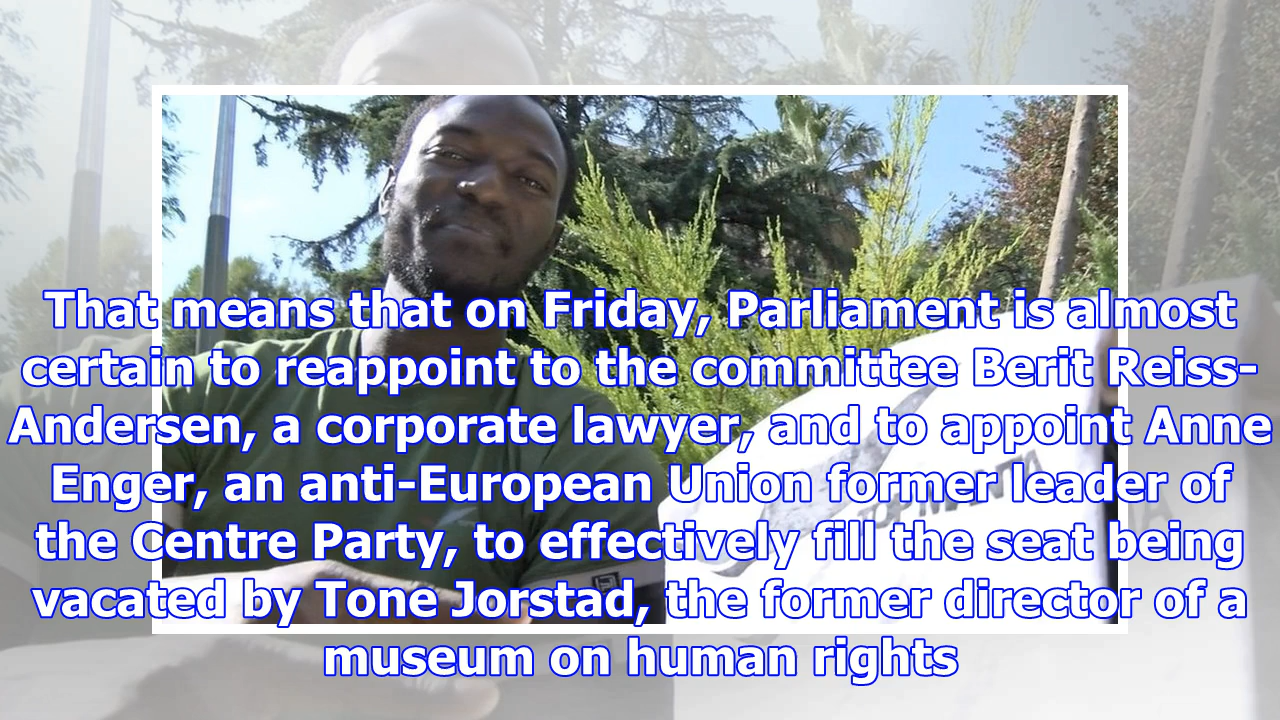 That means that on Friday, Parliament is almost
certain to reappoint to the committee Berit Reiss-
Andersen, a corporate lawyer, and to appoint Anne
Enger, an anti-European Union former leader of
the Centre Party, to effectively fill the seat being
vacated by Tone Jorstad, the former director of a
museum on human rights